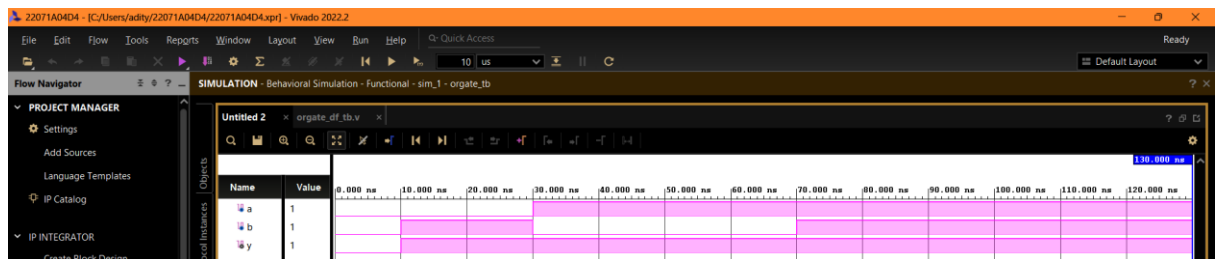 22071A04D4 - [C:/Users/adity/22071A04D4/22071A04D4.xpr] - Vivado 2022.2
File Edit Flow Tools Reports Window Layout View Run Help Q- Quick Access Ready
10 us Default Layout
Flow Navigator SIMULATION - Behavioral Simulation - Functional - sim_1 - orgate_tb
PROJECT MANAGER
Settings
Add Sources
Language Templates
IP Catalog
IP INTEGRATOR
Create Block Design
Objects
Untitled 2 orgate_df_tb.v
130.000 ns
Name Value 0.000 ns 10.000 ns 20.000 ns 30.000 ns 40.000 ns 50.000 ns 60.000 ns 70.000 ns 80.000 ns 90.000 ns 100.000 ns 110.000 ns 120.000 ns
a 1
b 1
y 1